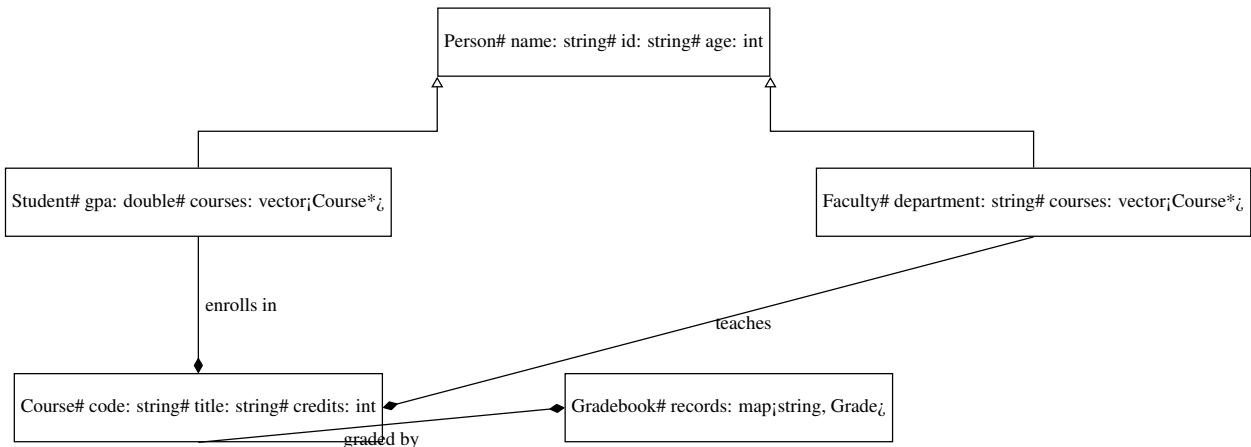 Person# name: string# id: string# age: int
Student# gpa: double# courses: vector¡Course*¿
Faculty# department: string# courses: vector¡Course*¿
enrolls in
teaches
Course# code: string# title: string# credits: int
Gradebook# records: map¡string, Grade¿
graded by